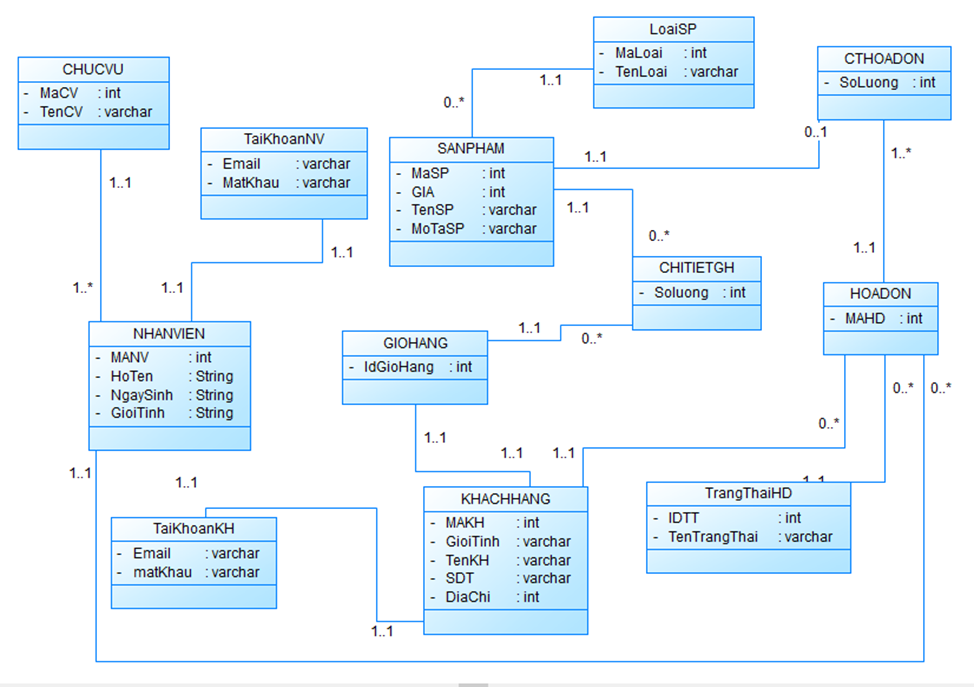 LoaiSP
- MaLoai : int
- TenLoai : varchar
CHUCVU
- MaCV : int
- TenCV : varchar
CTHOADON
- SoLuong : int
1..1
0..*
TaiKhoanNV
- Email : varchar
- MatKhau : varchar
SANPHAM
- MaSP : int
- GIA : int
- TenSP : varchar
- MoTaSP : varchar
0..1
1..1
1..*
1..1
1..1
0..*
1..1
1..1
CHITIETGH
- Soluong : int
1..*
1..1
HOADON
- MAHD : int
NHANVIEN
- MANV : int
- HoTen : String
- NgaySinh : String
- GioiTinh : String
GIOHANG
- IdGioHang : int
1..1
0..*
0..*
0..*
0..*
1..1
1..1
1..1
1..1
1..1
1..1
KHACHHANG
- MAKH : int
- GioiTinh : varchar
- TenKH : varchar
- SDT : varchar
- DiaChi : int
TrangThaiHD
- IDTT : int
- TenTrangThai : varchar
TaiKhoanKH
- Email : varchar
- matKhau : varchar
1..1